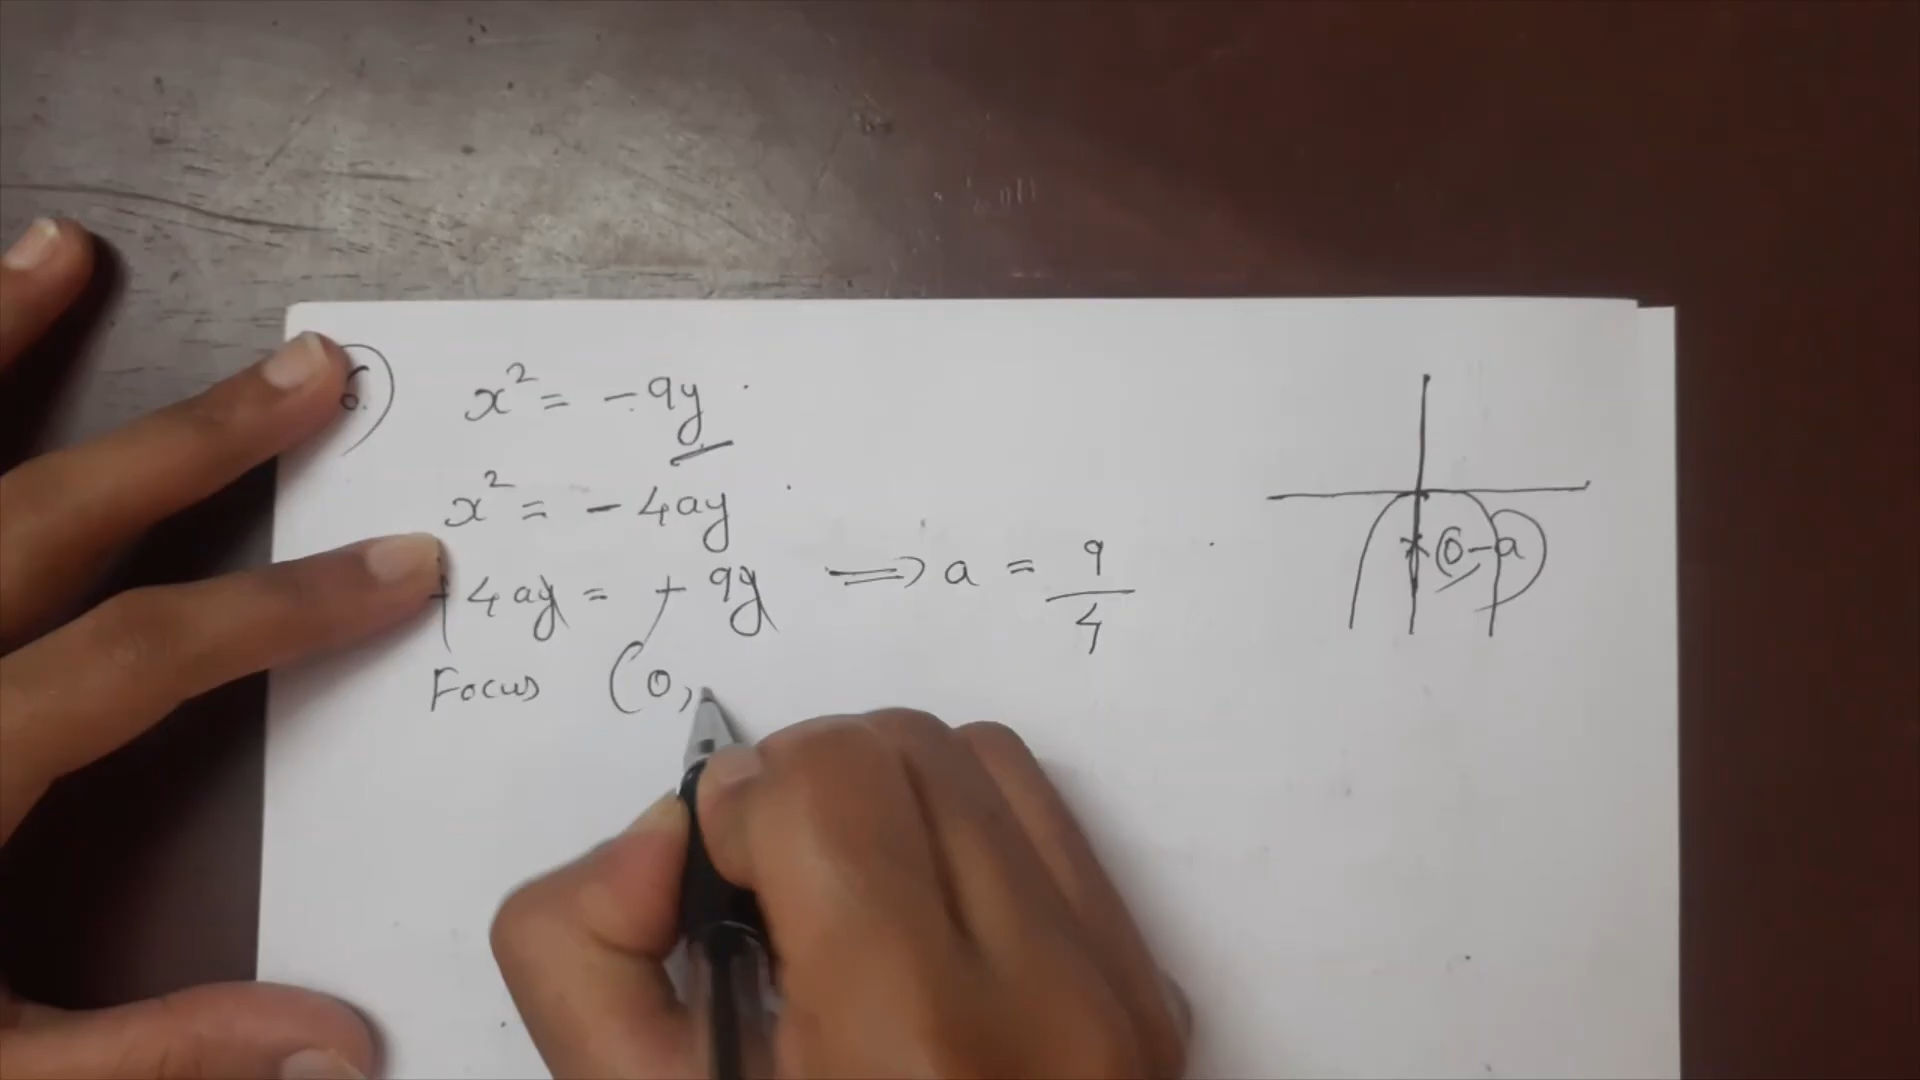 6.) x² = -9y
x² = - 4ay
+ 4ay = + 9y ⟹ a = 9/4
Focus (0,
(0-a)